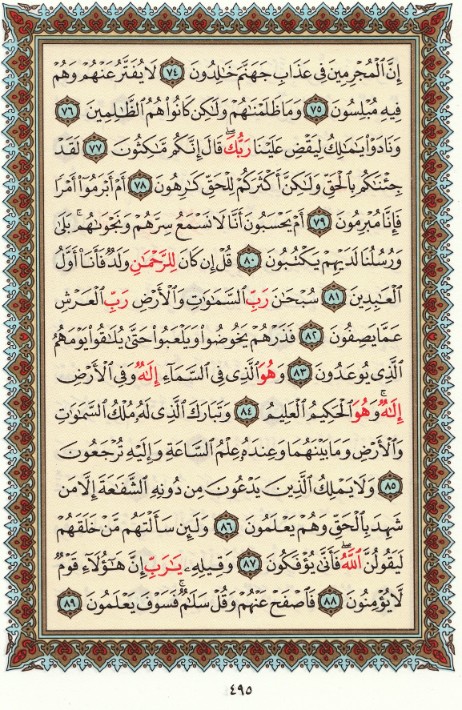 إِنَّ ٱلْمُجْرِمِينَ فِى عَذَابِ جَهَنَّمَ خَٰلِدُونَ ٧٤ لَا يُفَتَّرُ عَنْهُمْ وَهُمْ
فِيهِ مُبْلِسُونَ ٧٥ وَمَا ظَلَمْنَٰهُمْ وَلَٰكِن كَانُوا۟ هُمُ ٱلظَّٰلِمِينَ ٧٦
وَنَادَوْا۟ يَٰمَٰلِكُ لِيَقْضِ عَلَيْنَا رَبُّكَ ۖ قَالَ إِنَّكُم مَّٰكِثُونَ ٧٧ لَقَدْ
جِئْنَٰكُم بِٱلْحَقِّ وَلَٰكِنَّ أَكْثَرَكُمْ لِلْحَقِّ كَٰرِهُونَ ٧٨ أَمْ أَبْرَمُوٓا۟ أَمْرًا
فَإِنَّا مُبْرِمُونَ ٧٩ أَمْ يَحْسَبُونَ أَنَّا لَا نَسْمَعُ سِرَّهُمْ وَنَجْوَىٰهُم ۚ بَلَىٰ
وَرُسُلُنَا لَدَيْهِمْ يَكْتُبُونَ ٨٠ قُلْ إِن كَانَ لِلرَّحْمَٰنِ وَلَدٌ فَأَنَا۠ أَوَّلُ
ٱلْعَٰبِدِينَ ٨١ سُبْحَٰنَ رَبِّ ٱلسَّمَٰوَٰتِ وَٱلْأَرْضِ رَبِّ ٱلْعَرْشِ
عَمَّا يَصِفُونَ ٨٢ فَذَرْهُمْ يَخُوضُوا۟ وَيَلْعَبُوا۟ حَتَّىٰ يُلَٰقُوا۟ يَوْمَهُمُ
ٱلَّذِى يُوعَدُونَ ٨٣ وَهُوَ ٱلَّذِى فِى ٱلسَّمَآءِ إِلَٰهٌ وَفِى ٱلْأَرْضِ
إِلَٰهٌ ۚ وَهُوَ ٱلْحَكِيمُ ٱلْعَلِيمُ ٨٤ وَتَبَارَكَ ٱلَّذِى لَهُۥ مُلْكُ ٱلسَّمَٰوَٰتِ
وَٱلْأَرْضِ وَمَا بَيْنَهُمَا وَعِندَهُۥ عِلْمُ ٱلسَّاعَةِ وَإِلَيْهِ تُرْجَعُونَ
٨٥ وَلَا يَمْلِكُ ٱلَّذِينَ يَدْعُونَ مِن دُونِهِ ٱلشَّفَٰعَةَ إِلَّا مَن
شَهِدَ بِٱلْحَقِّ وَهُمْ يَعْلَمُونَ ٨٦ وَلَئِن سَأَلْتَهُم مَّنْ خَلَقَهُمْ
لَيَقُولُنَّ ٱللَّهُ ۖ فَأَنَّىٰ يُؤْفَكُونَ ٨٧ وَقِيلِهِۦ يَٰرَبِّ إِنَّ هَٰٓؤُلَآءِ قَوْمٌ
لَّا يُؤْمِنُونَ ٨٨ فَٱصْفَحْ عَنْهُمْ وَقُلْ سَلَٰمٌ ۚ فَسَوْفَ يَعْلَمُونَ ٨٩
٤٩٥